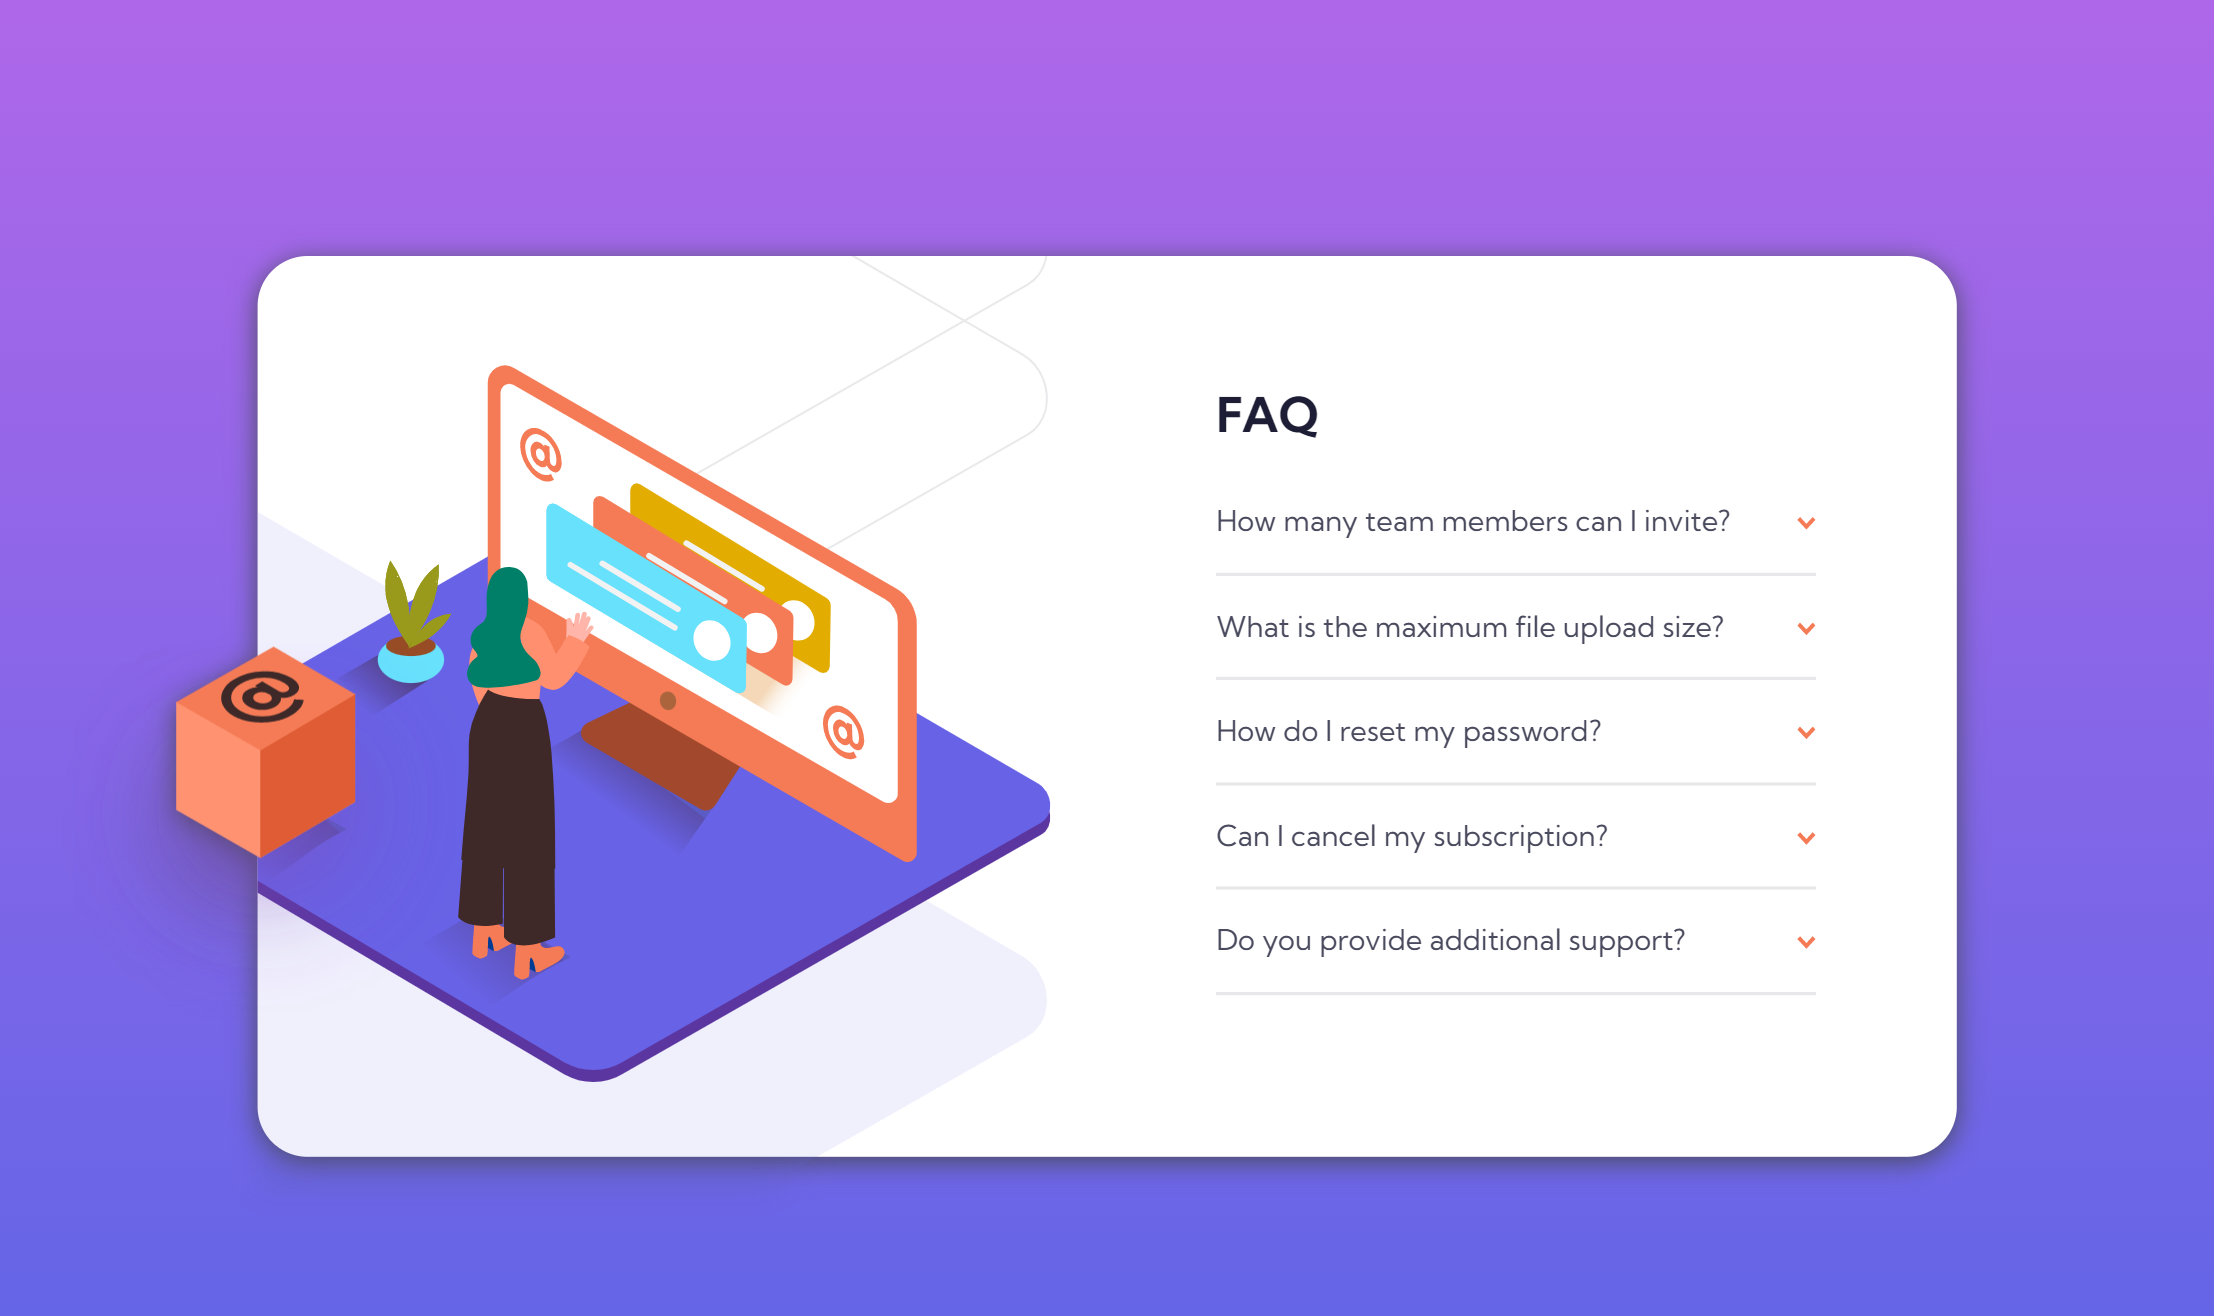 @
@
@
FAQ
How many team members can I invite?
What is the maximum file upload size?
How do I reset my password?
Can I cancel my subscription?
Do you provide additional support?